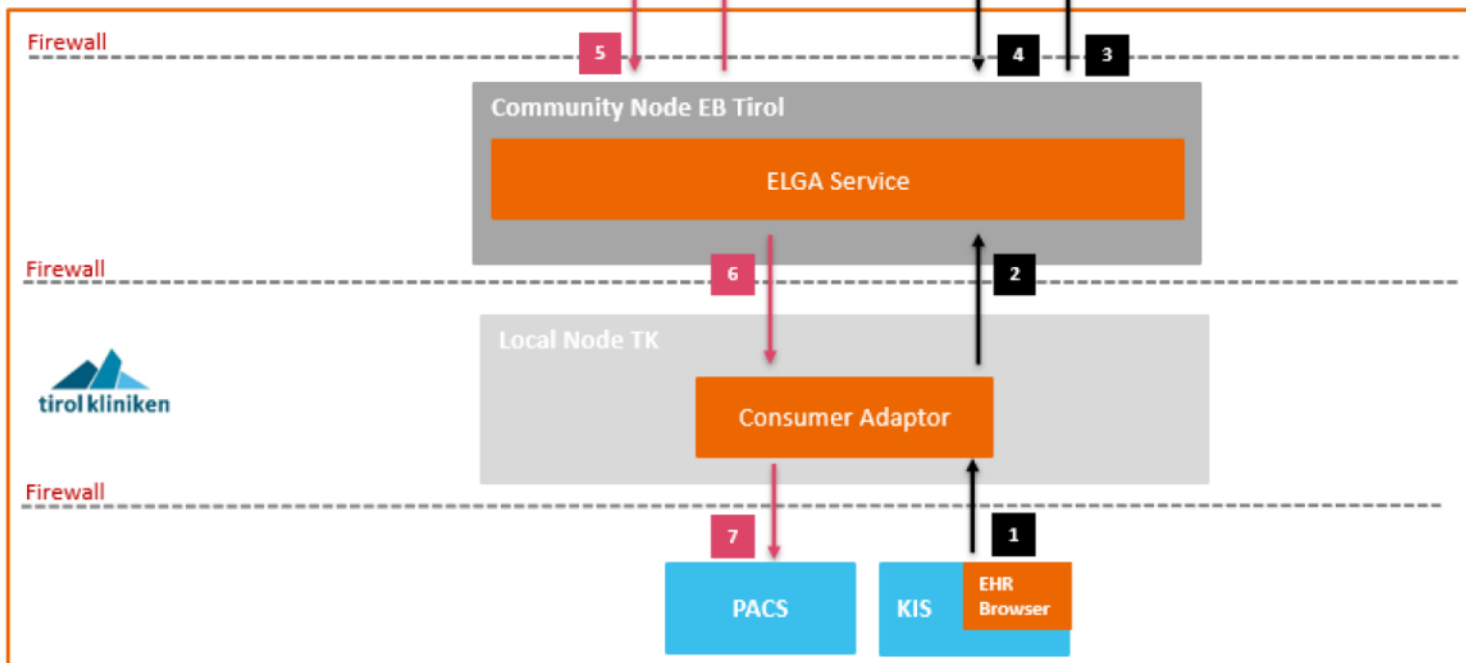 Firewall
5
4
3
Community Node EB Tirol
ELGA Service
Firewall
6
2
Local Node TK
tirol kliniken
Consumer Adaptor
Firewall
7
1
PACS
KIS
EHR
Browser